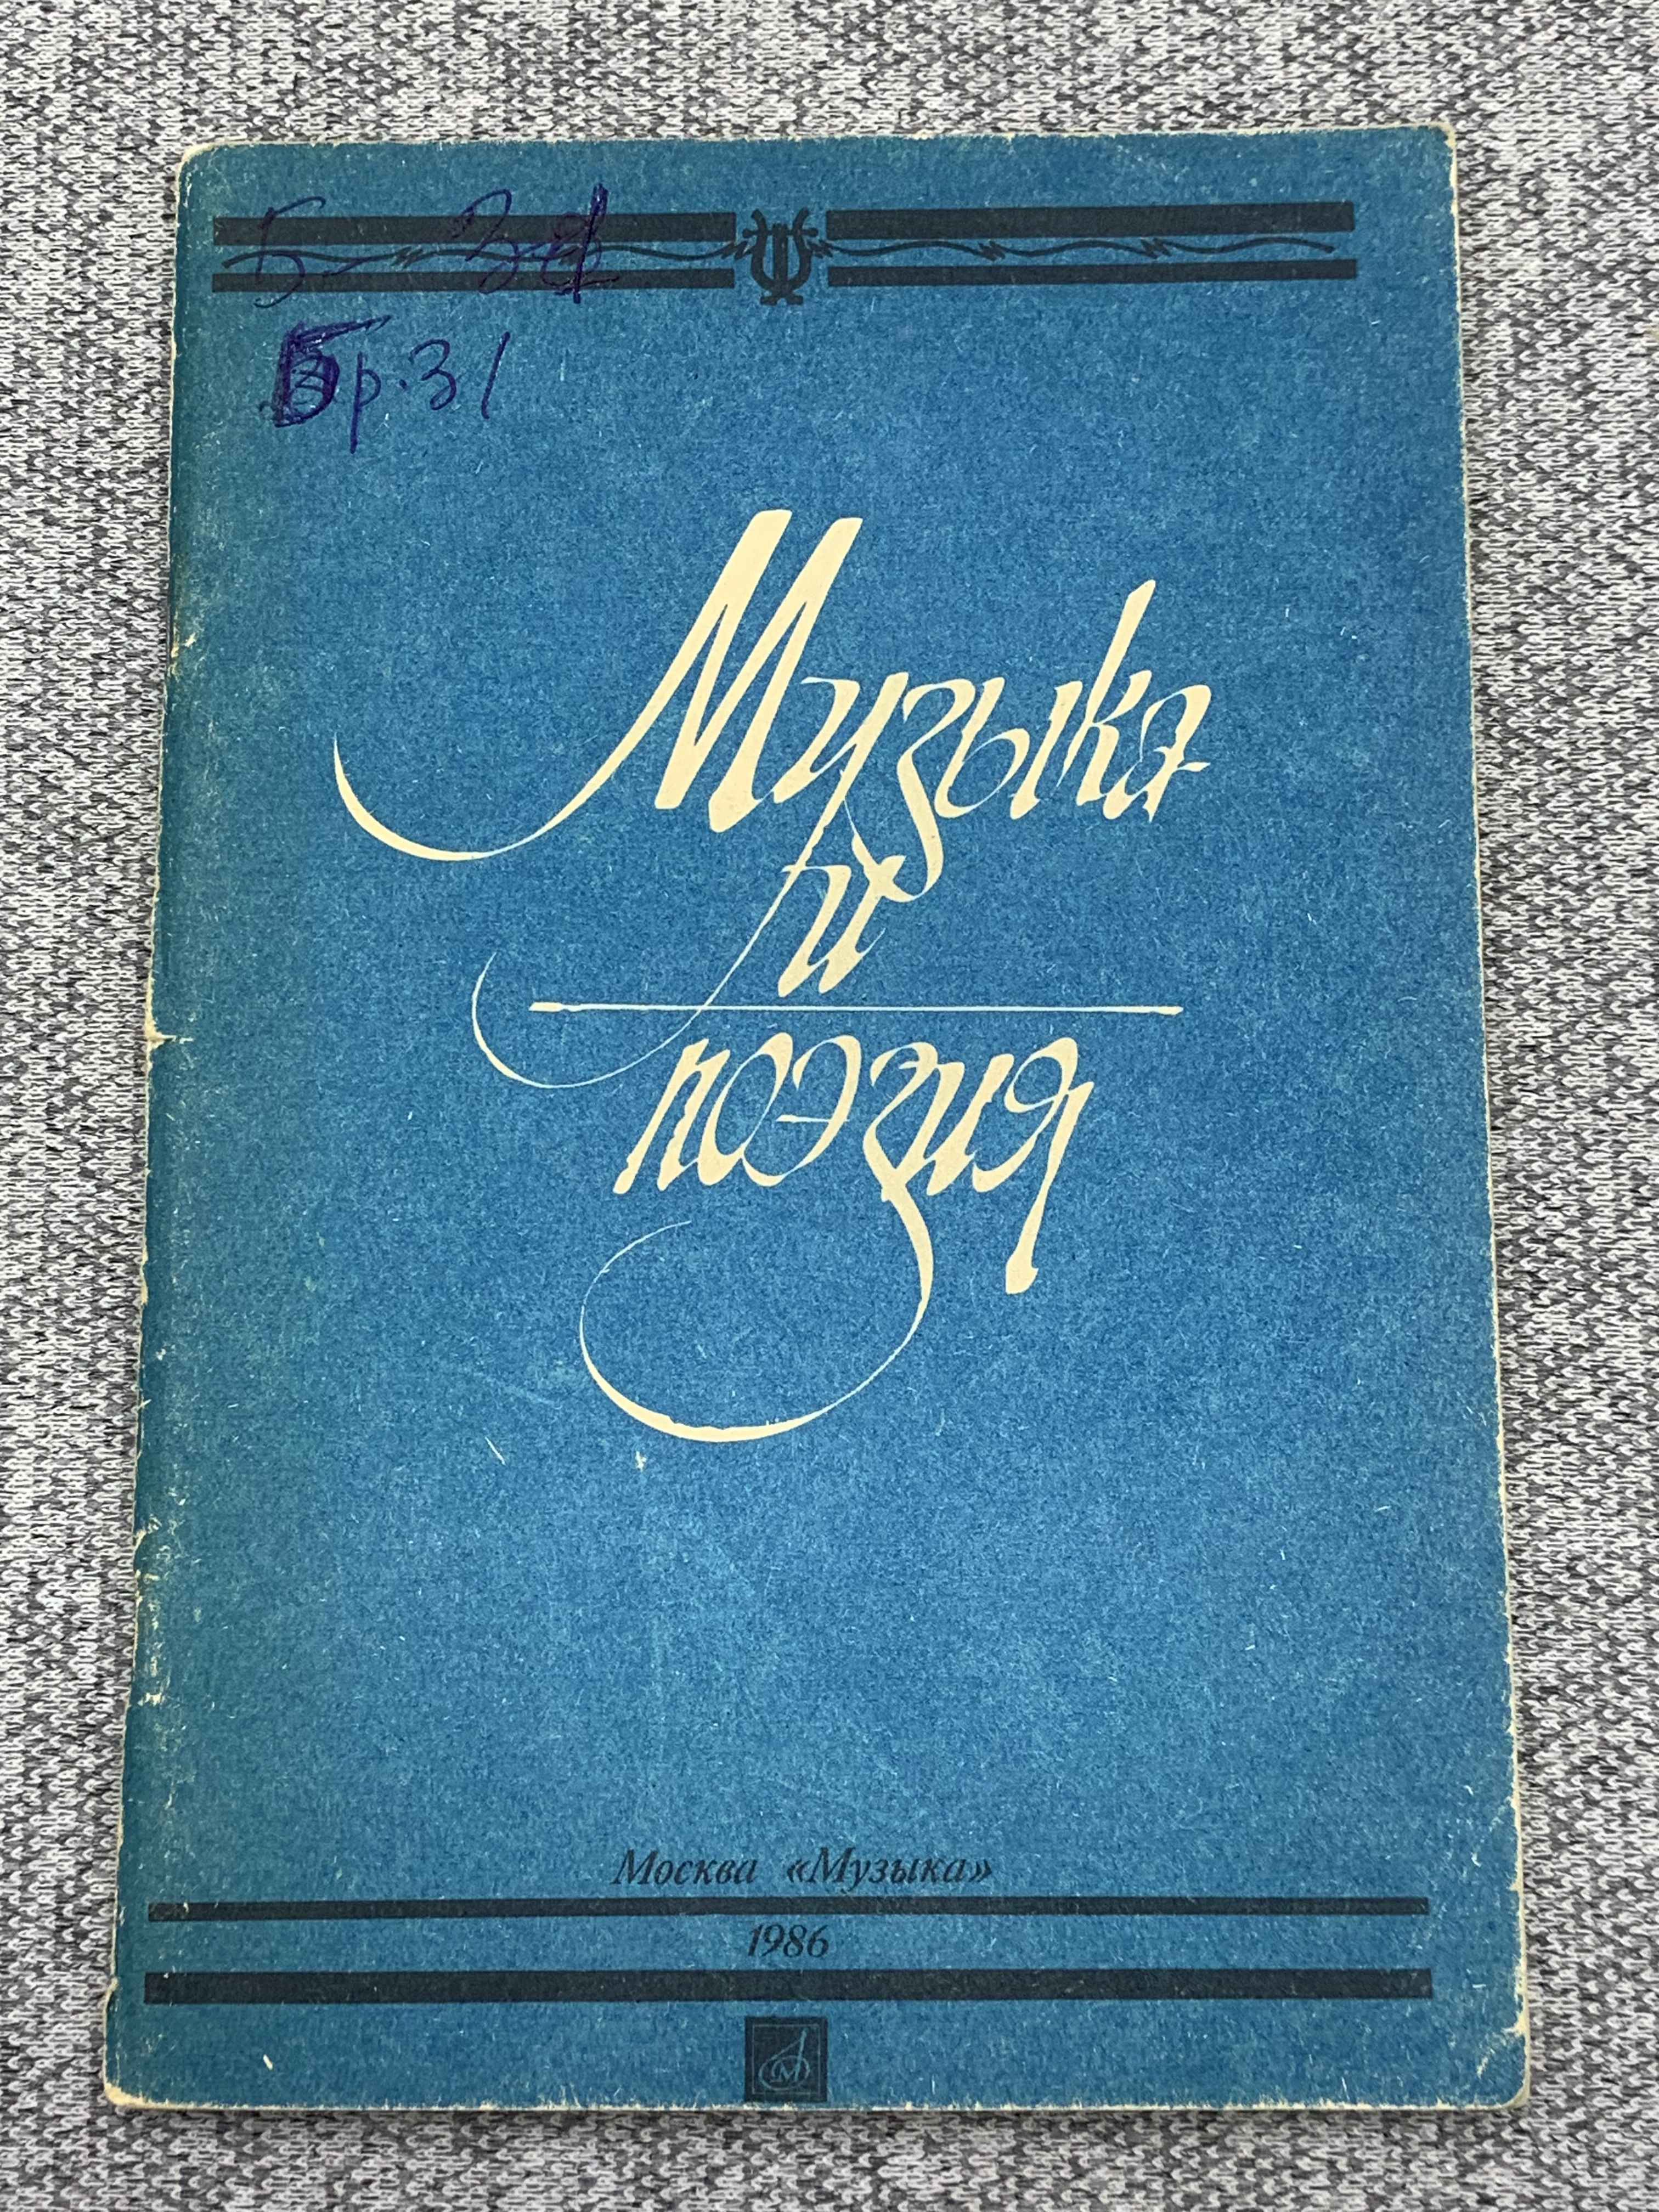 Бр.31
Музыка
и
поэзия
Москва «Музыка»
1986
М